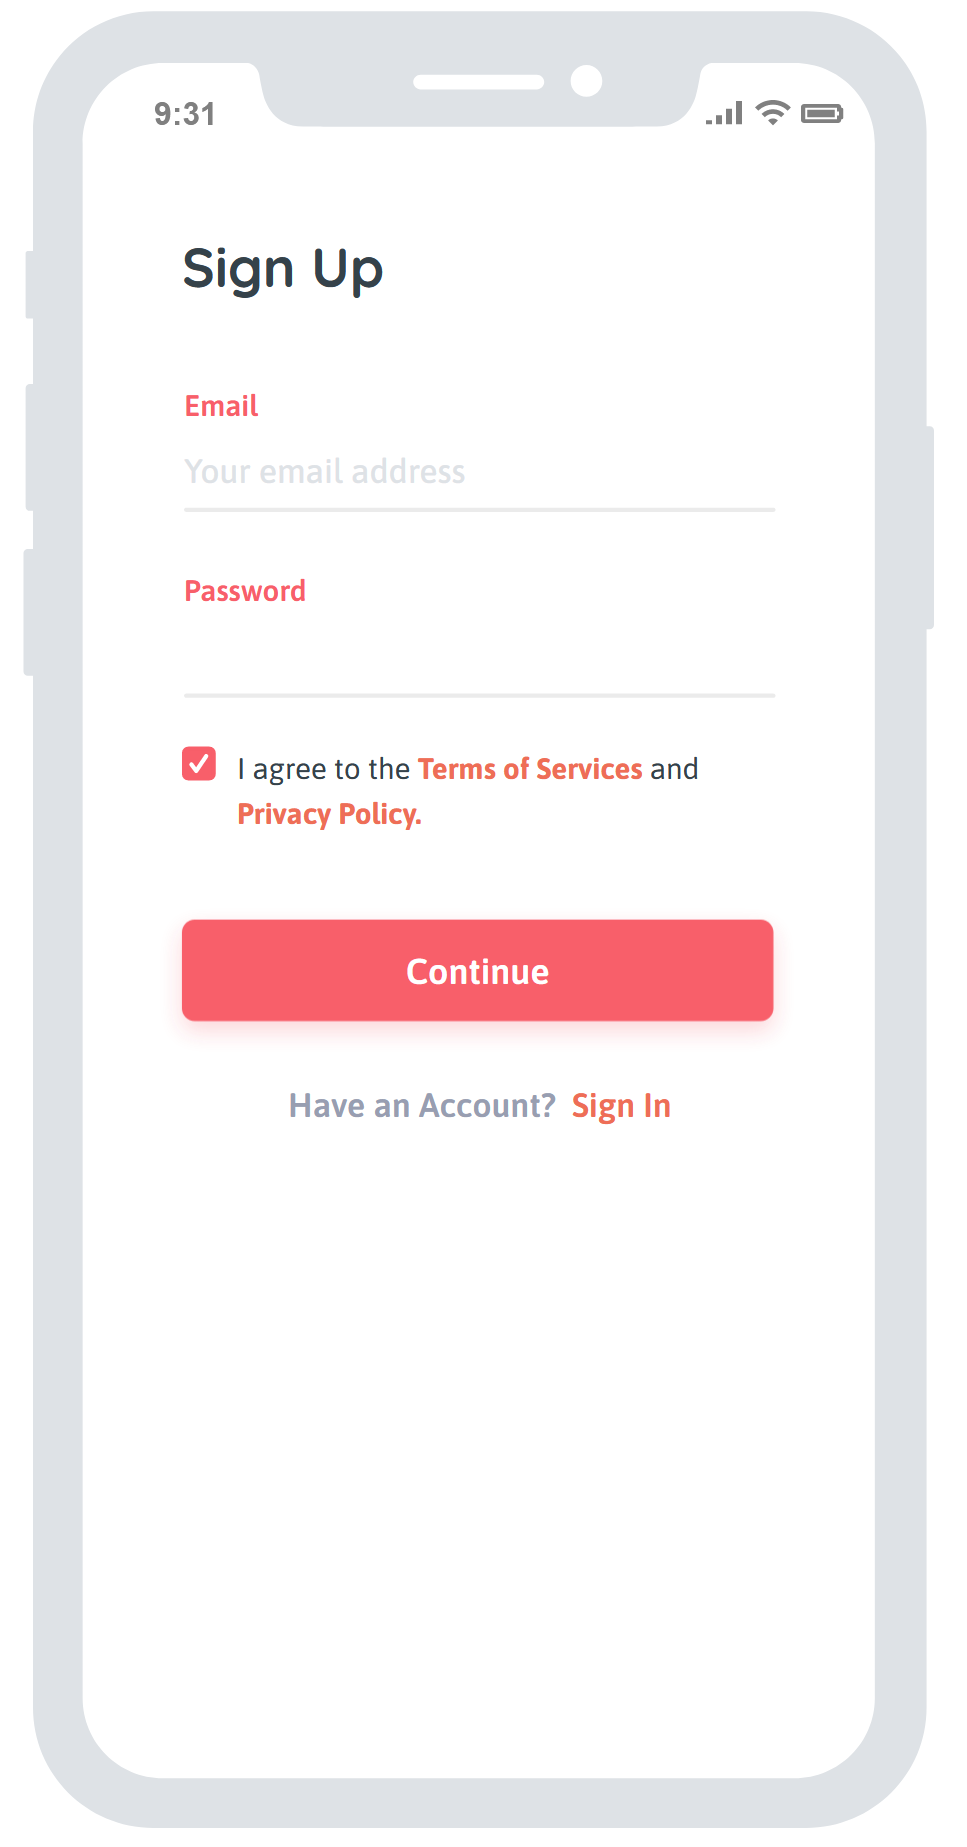 9:31
Sign Up
Email
Your email address
Password
I agree to the Terms of Services and
Privacy Policy.
Continue
Have an Account? Sign In